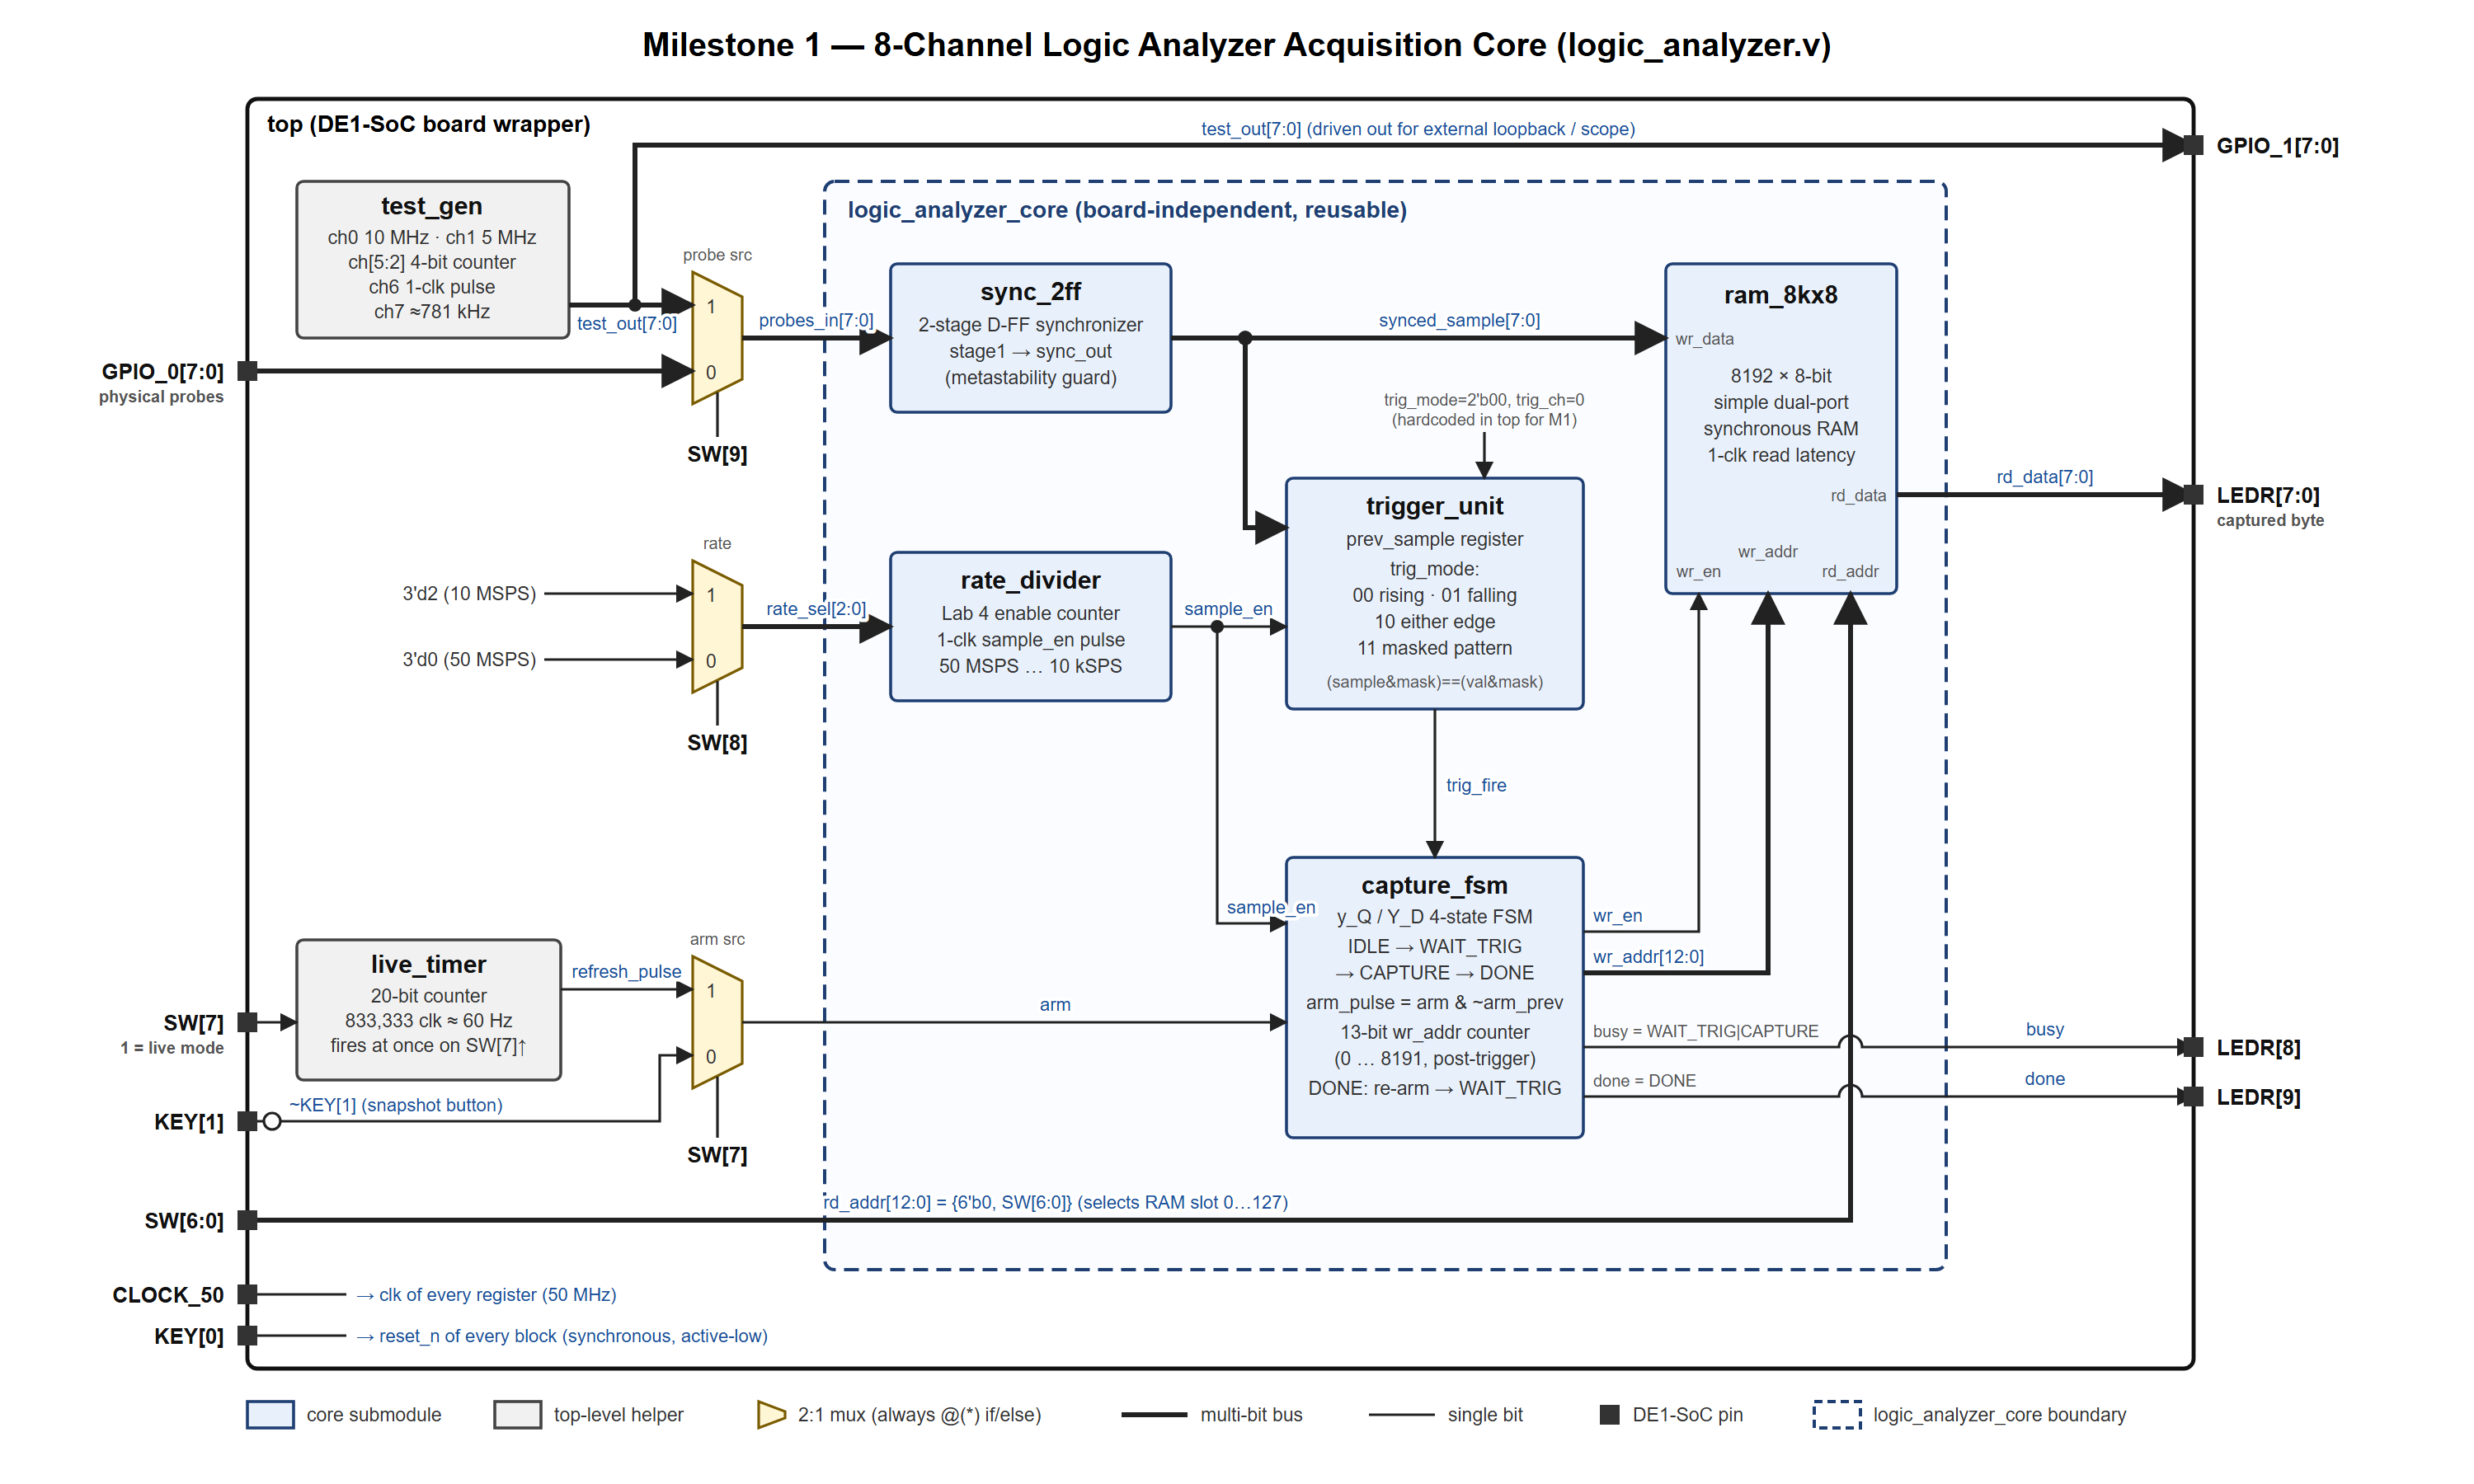 Milestone 1 — 8-Channel Logic Analyzer Acquisition Core (logic_analyzer.v)
top (DE1-SoC board wrapper)
test_out[7:0] (driven out for external loopback / scope)
GPIO_1[7:0]
test_gen
ch0 10 MHz · ch1 5 MHz
ch[5:2] 4-bit counter
ch6 1-clk pulse
ch7 ≈781 kHz
test_out[7:0]
probe src
1
0
SW[9]
GPIO_0[7:0]
physical probes
probes_in[7:0]
logic_analyzer_core (board-independent, reusable)
sync_2ff
2-stage D-FF synchronizer
stage1 → sync_out
(metastability guard)
synced_sample[7:0]
ram_8kx8
wr_data
8192 × 8-bit
simple dual-port
synchronous RAM
1-clk read latency
rd_data
wr_addr
wr_en
rd_addr
rd_data[7:0]
LEDR[7:0]
captured byte
trig_mode=2'b00, trig_ch=0
(hardcoded in top for M1)
trigger_unit
prev_sample register
trig_mode:
00 rising · 01 falling
10 either edge
11 masked pattern
(sample&mask)==(val&mask)
rate
3'd2 (10 MSPS)
1
3'd0 (50 MSPS)
0
SW[8]
rate_sel[2:0]
rate_divider
Lab 4 enable counter
1-clk sample_en pulse
50 MSPS … 10 kSPS
sample_en
trig_fire
sample_en
capture_fsm
y_Q / Y_D 4-state FSM
IDLE → WAIT_TRIG
→ CAPTURE → DONE
arm_pulse = arm & ~arm_prev
13-bit wr_addr counter
(0 … 8191, post-trigger)
DONE: re-arm → WAIT_TRIG
wr_en
wr_addr[12:0]
busy = WAIT_TRIG|CAPTURE
busy
LEDR[8]
done = DONE
done
LEDR[9]
live_timer
20-bit counter
833,333 clk ≈ 60 Hz
fires at once on SW[7]↑
refresh_pulse
arm src
1
0
SW[7]
arm
SW[7]
1 = live mode
KEY[1]
~KEY[1] (snapshot button)
SW[6:0]
rd_addr[12:0] = {6'b0, SW[6:0]} (selects RAM slot 0…127)
CLOCK_50
→ clk of every register (50 MHz)
KEY[0]
→ reset_n of every block (synchronous, active-low)
core submodule
top-level helper
2:1 mux (always @(*) if/else)
multi-bit bus
single bit
DE1-SoC pin
logic_analyzer_core boundary